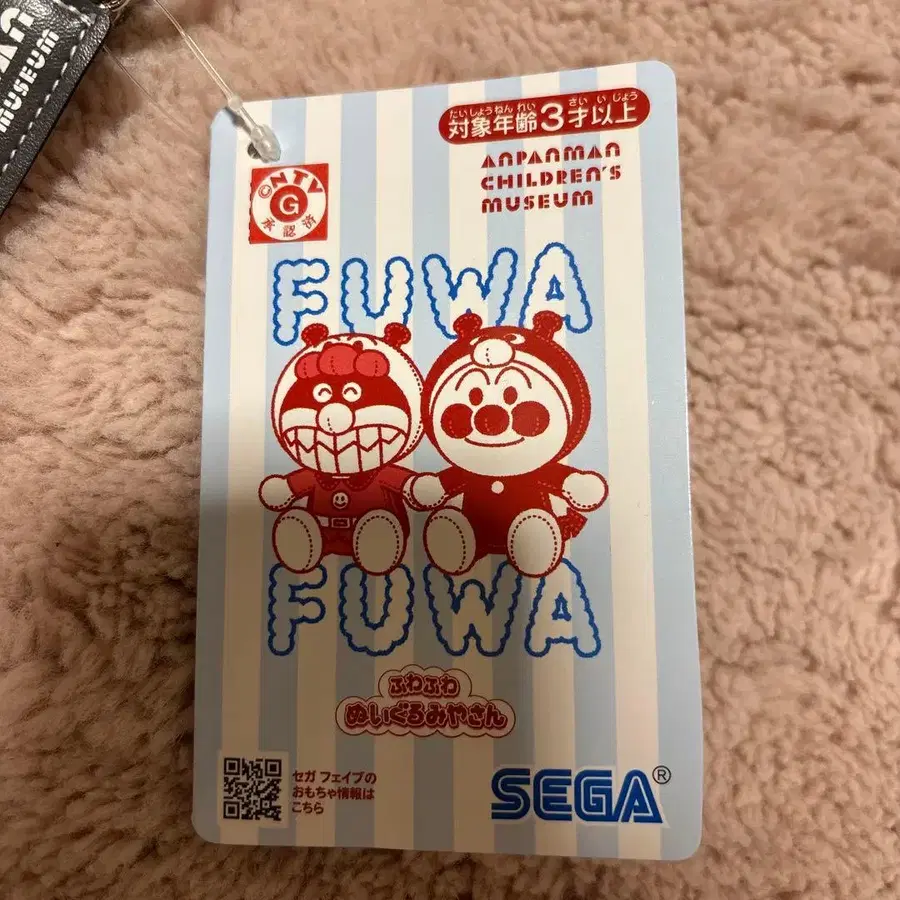 MUSEUM
たいしょうねんれい さい いじょう
対象年齢3才以上
ANPANMAN
CHILDREN'S
MUSEUM
©NTV
G
承認済
FUWA
FUWA
ふわふわ
ぬいぐるみやさん
セガ フェイブの
おもちゃ情報は
こちら
SEGA®